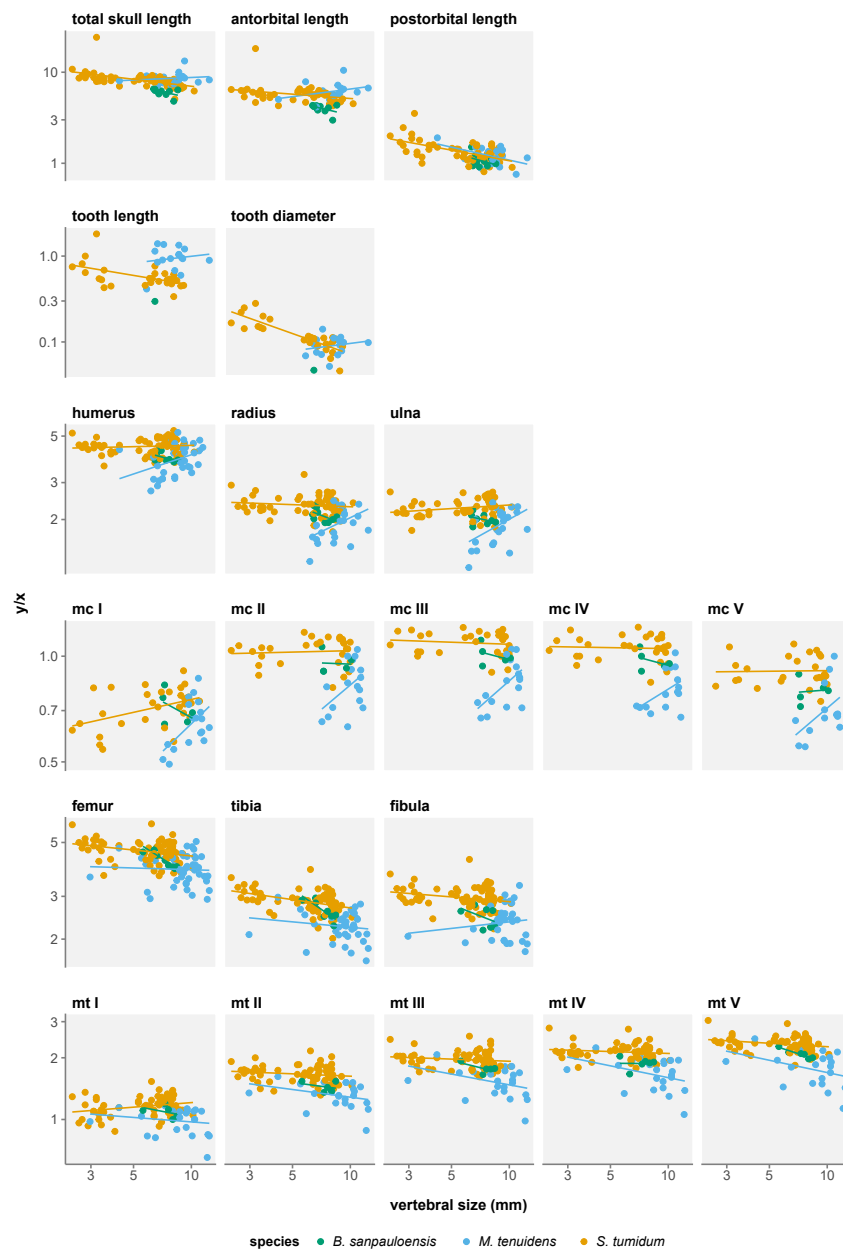 total skull length antorbital length postorbital length
10
3
1
tooth length tooth diameter
1.0
0.3
0.1
humerus radius ulna
5
3
2
y/x
mc I mc II mc III mc IV mc V
1.0
0.7
0.5
femur tibia fibula
5
3
2
mt I mt II mt III mt IV mt V
3
2
1
3 5 10 3 5 10 3 5 10 3 5 10 3 5 10
vertebral size (mm)
species B. sanpauloensis M. tenuidens S. tumidum